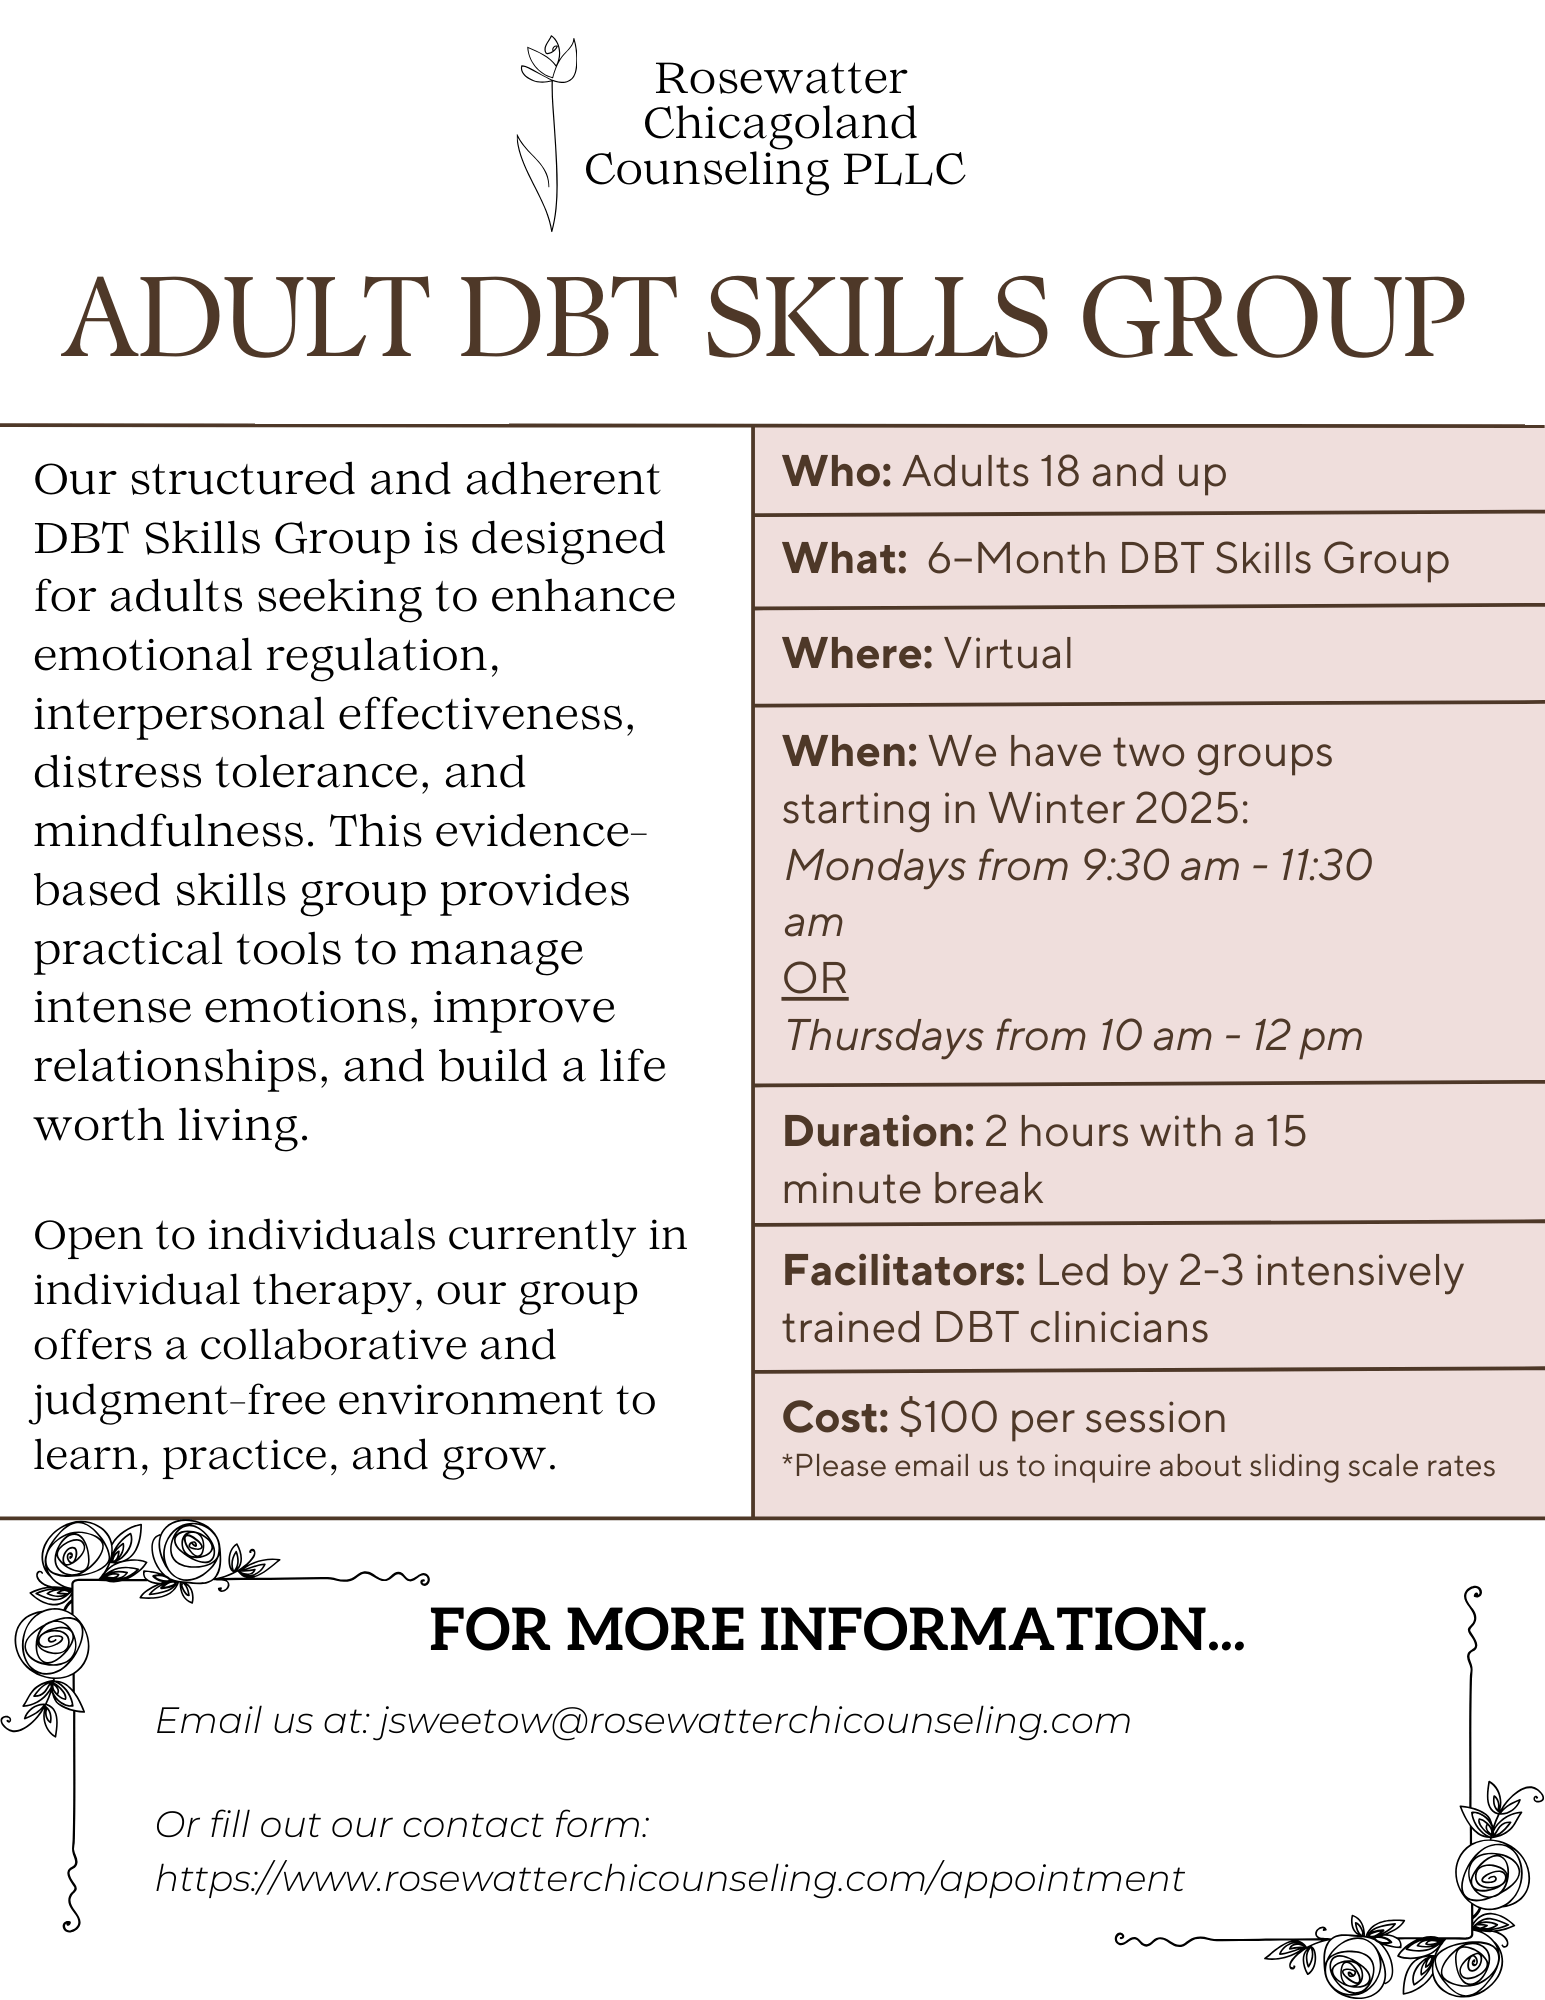 Rosewatter
Chicagoland
Counseling PLLC
ADULT DBT SKILLS GROUP
Our structured and adherent
DBT Skills Group is designed
for adults seeking to enhance
emotional regulation,
interpersonal effectiveness,
distress tolerance, and
mindfulness. This evidence-
based skills group provides
practical tools to manage
intense emotions, improve
relationships, and build a life
worth living.
Open to individuals currently in
individual therapy, our group
offers a collaborative and
judgment-free environment to
learn, practice, and grow.
Who: Adults 18 and up
What: 6-Month DBT Skills Group
Where: Virtual
When: We have two groups
starting in Winter 2025:
Mondays from 9:30 am - 11:30
am
OR
Thursdays from 10 am - 12 pm
Duration: 2 hours with a 15
minute break
Facilitators: Led by 2-3 intensively
trained DBT clinicians
Cost: $100 per session
*Please email us to inquire about sliding scale rates
FOR MORE INFORMATION...
Email us at: jsweetow@rosewatterchicounseling.com
Or fill out our contact form:
https://www.rosewatterchicounseling.com/appointment